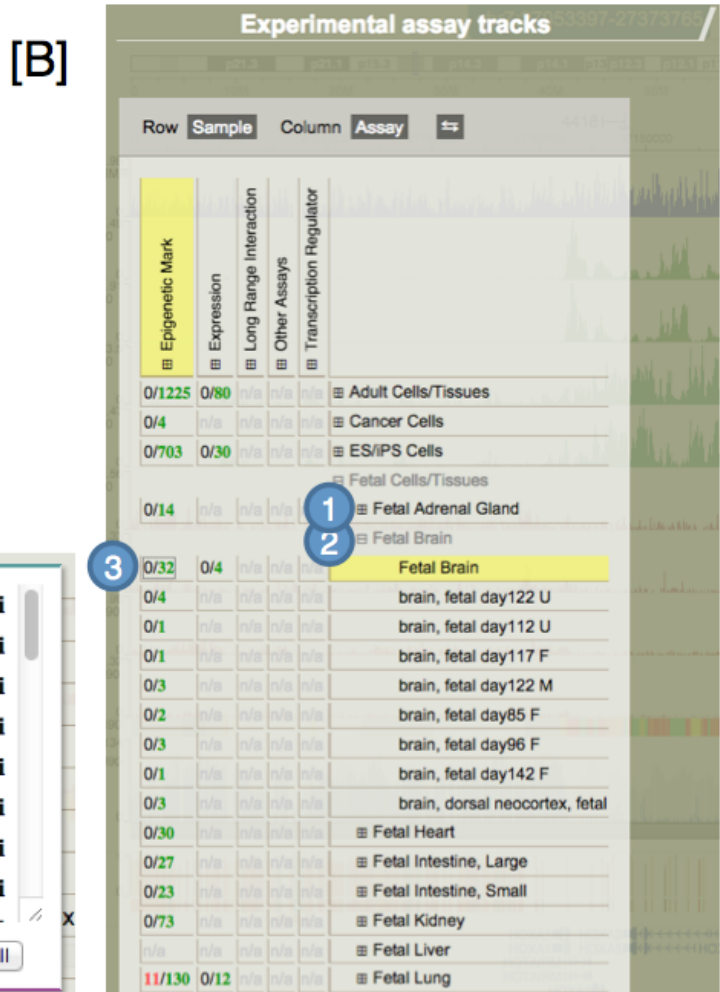 Experimental assay tracks
[B]
Row Sample Column Assay
⊞ Epigenetic Mark
⊞ Expression
⊞ Long Range Interaction
⊞ Other Assays
⊞ Transcription Regulator
0/1225 0/80 n/a n/a n/a ⊞ Adult Cells/Tissues
0/4 n/a n/a n/a n/a ⊞ Cancer Cells
0/703 0/30 n/a n/a n/a ⊞ ES/iPS Cells
⊟ Fetal Cells/Tissues
0/14 n/a n/a n/a 1 ⊞ Fetal Adrenal Gland
2 ⊟ Fetal Brain
3 0/32 0/4 n/a n/a n/a Fetal Brain
0/4 n/a n/a n/a n/a brain, fetal day122 U
0/1 n/a n/a n/a n/a brain, fetal day112 U
0/1 n/a n/a n/a n/a brain, fetal day117 F
0/3 n/a n/a n/a n/a brain, fetal day122 M
0/2 n/a n/a n/a n/a brain, fetal day85 F
0/3 n/a n/a n/a n/a brain, fetal day96 F
0/1 n/a n/a n/a n/a brain, fetal day142 F
0/3 n/a n/a n/a n/a brain, dorsal neocortex, fetal
0/30 n/a n/a n/a n/a ⊞ Fetal Heart
0/27 n/a n/a n/a n/a ⊞ Fetal Intestine, Large
0/23 n/a n/a n/a n/a ⊞ Fetal Intestine, Small
0/73 n/a n/a n/a n/a ⊞ Fetal Kidney
n/a n/a n/a n/a n/a ⊞ Fetal Liver
11/130 0/12 n/a n/a n/a ⊞ Fetal Lung